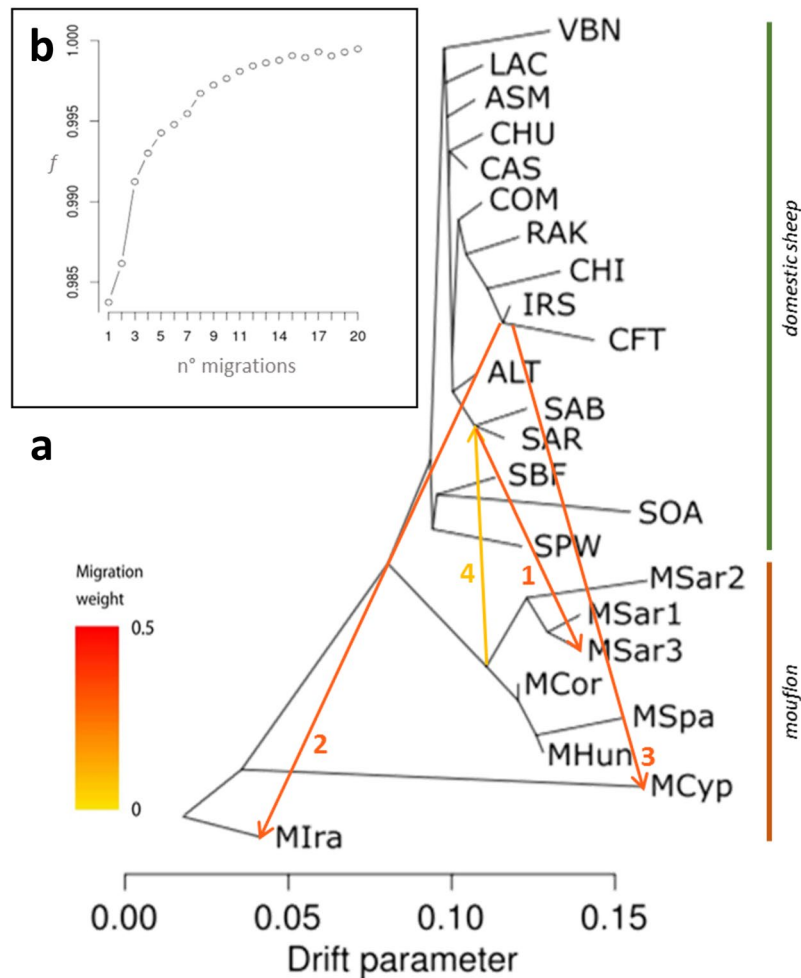 b
1.000
0.995
0.990
0.985
f
1 3 5 7 9 11 14 17 20
n° migrations
a
VBN
LAC
ASM
CHU
CAS
COM
RAK
CHI
IRS
CFT
ALT
SAB
SAR
SBF
SOA
SPW
MSar2
MSar1
MSar3
MCor
MSpa
MHun
MCyp
MIra
4
1
2
3
domestic sheep
mouflon
Migration
weight
0.5
0
0.00 0.05 0.10 0.15
Drift parameter